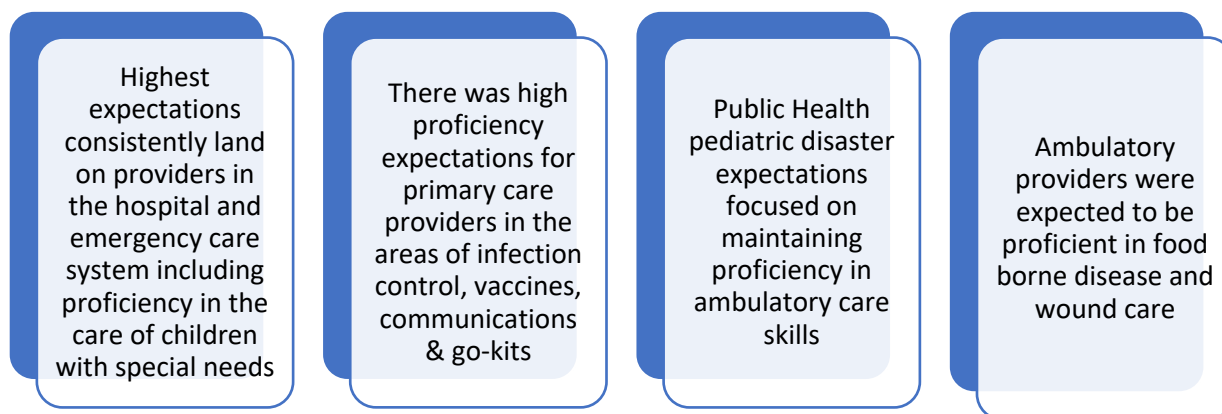 Highest
expectations
consistently land
on providers in
the hospital and
emergency care
system including
proficiency in the
care of children
with special needs
There was high
proficiency
expectations for
primary care
providers in the
areas of infection
control, vaccines,
communications
& go-kits
Public Health
pediatric disaster
expectations
focused on
maintaining
proficiency in
ambulatory care
skills
Ambulatory
providers were
expected to be
proficient in food
borne disease and
wound care